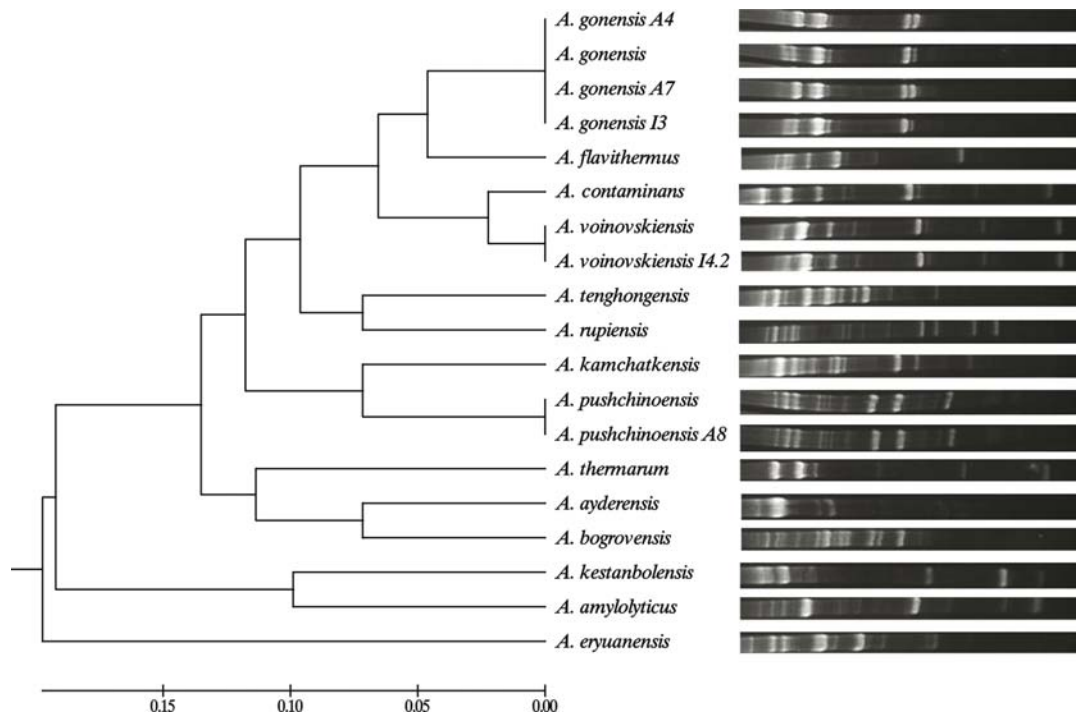 A. gonensis A4
A. gonensis
A. gonensis A7
A. gonensis I3
A. flavithermus
A. contaminans
A. voinovskiensis
A. voinovskiensis I4.2
A. tenghongensis
A. rupiensis
A. kamchatkensis
A. pushchinoensis
A. pushchinoensis A8
A. thermarum
A. ayderensis
A. bogrovensis
A. kestanbolensis
A. amylolyticus
A. eryuanensis
0.15 0.10 0.05 0.00